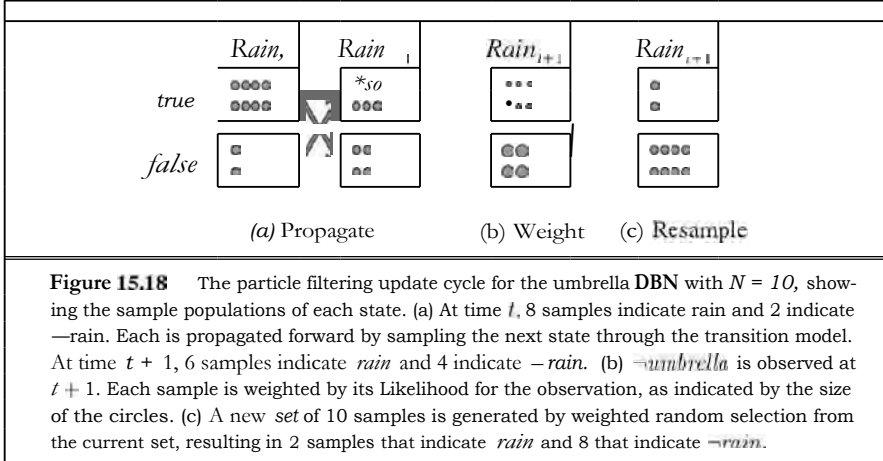 Rain, Rain 1 Rain t+1 Rain t+1
true *so
false
(a) Propagate (b) Weight (c) Resample
Figure 15.18 The particle filtering update cycle for the umbrella DBN with N = 10, show-
ing the sample populations of each state. (a) At time t, 8 samples indicate rain and 2 indicate
—rain. Each is propagated forward by sampling the next state through the transition model.
At time t + 1, 6 samples indicate rain and 4 indicate – rain. (b) ¬umbrella is observed at
t + 1. Each sample is weighted by its Likelihood for the observation, as indicated by the size
of the circles. (c) A new set of 10 samples is generated by weighted random selection from
the current set, resulting in 2 samples that indicate rain and 8 that indicate ¬rain.